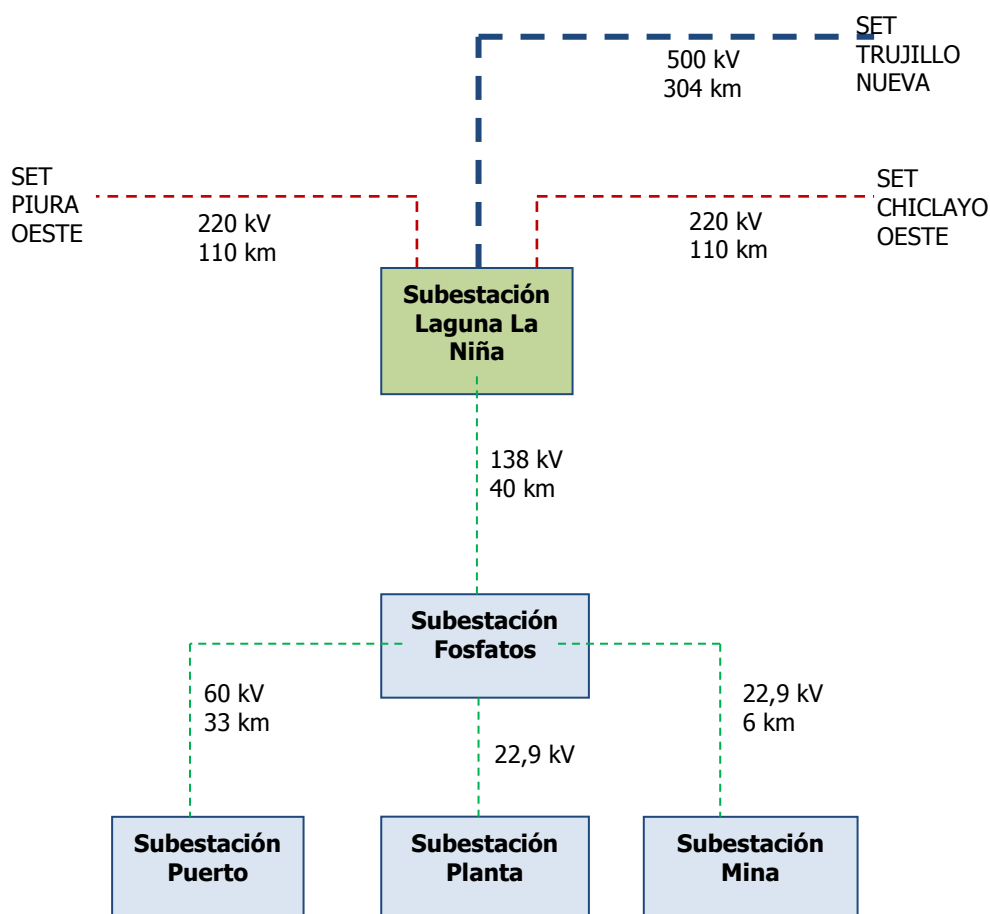 SET
TRUJILLO
NUEVA
500 kV
304 km
SET
PIURA
OESTE
220 kV
110 km
220 kV
110 km
SET
CHICLAYO
OESTE
Subestación
Laguna La
Niña
138 kV
40 km
Subestación
Fosfatos
60 kV
33 km
22,9 kV
22,9 kV
6 km
Subestación
Puerto
Subestación
Planta
Subestación
Mina